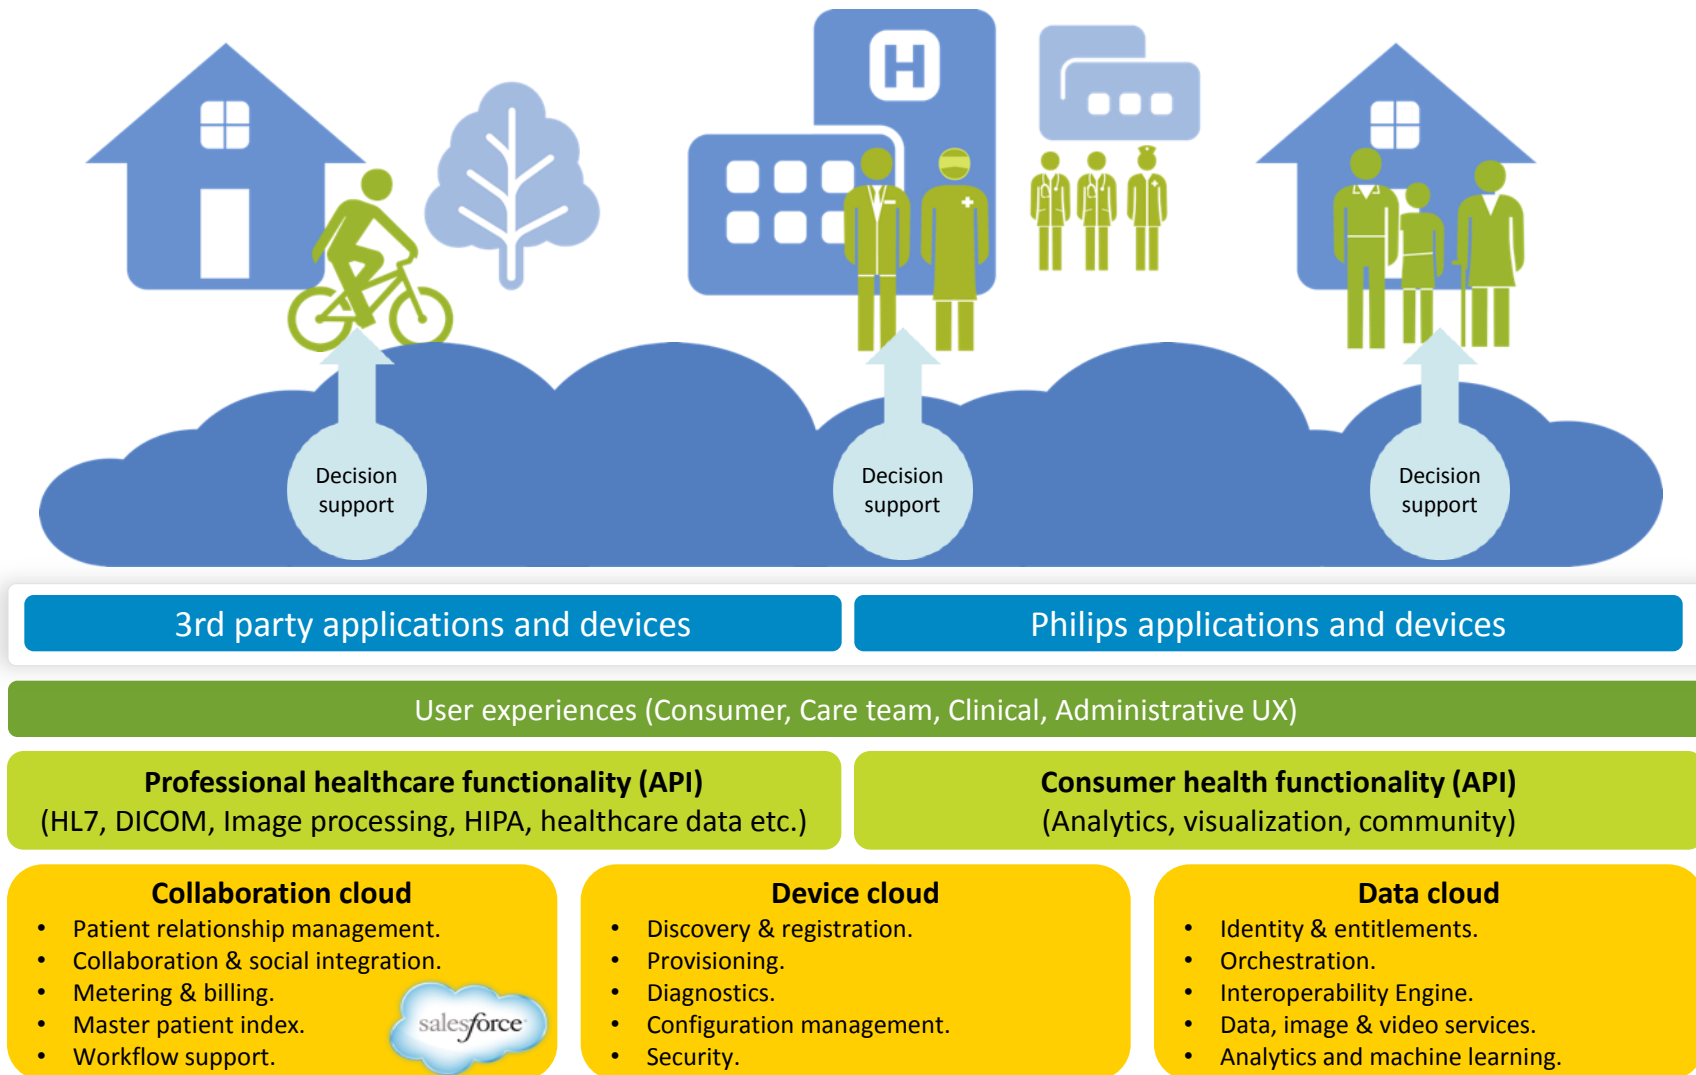 H
Decision
support
Decision
support
Decision
support
3rd party applications and devices
Philips applications and devices
User experiences (Consumer, Care team, Clinical, Administrative UX)
Professional healthcare functionality (API)
(HL7, DICOM, Image processing, HIPA, healthcare data etc.)
Consumer health functionality (API)
(Analytics, visualization, community)
Collaboration cloud
• Patient relationship management.
• Collaboration & social integration.
• Metering & billing.
• Master patient index.
• Workflow support.
salesforce
Device cloud
• Discovery & registration.
• Provisioning.
• Diagnostics.
• Configuration management.
• Security.
Data cloud
• Identity & entitlements.
• Orchestration.
• Interoperability Engine.
• Data, image & video services.
• Analytics and machine learning.